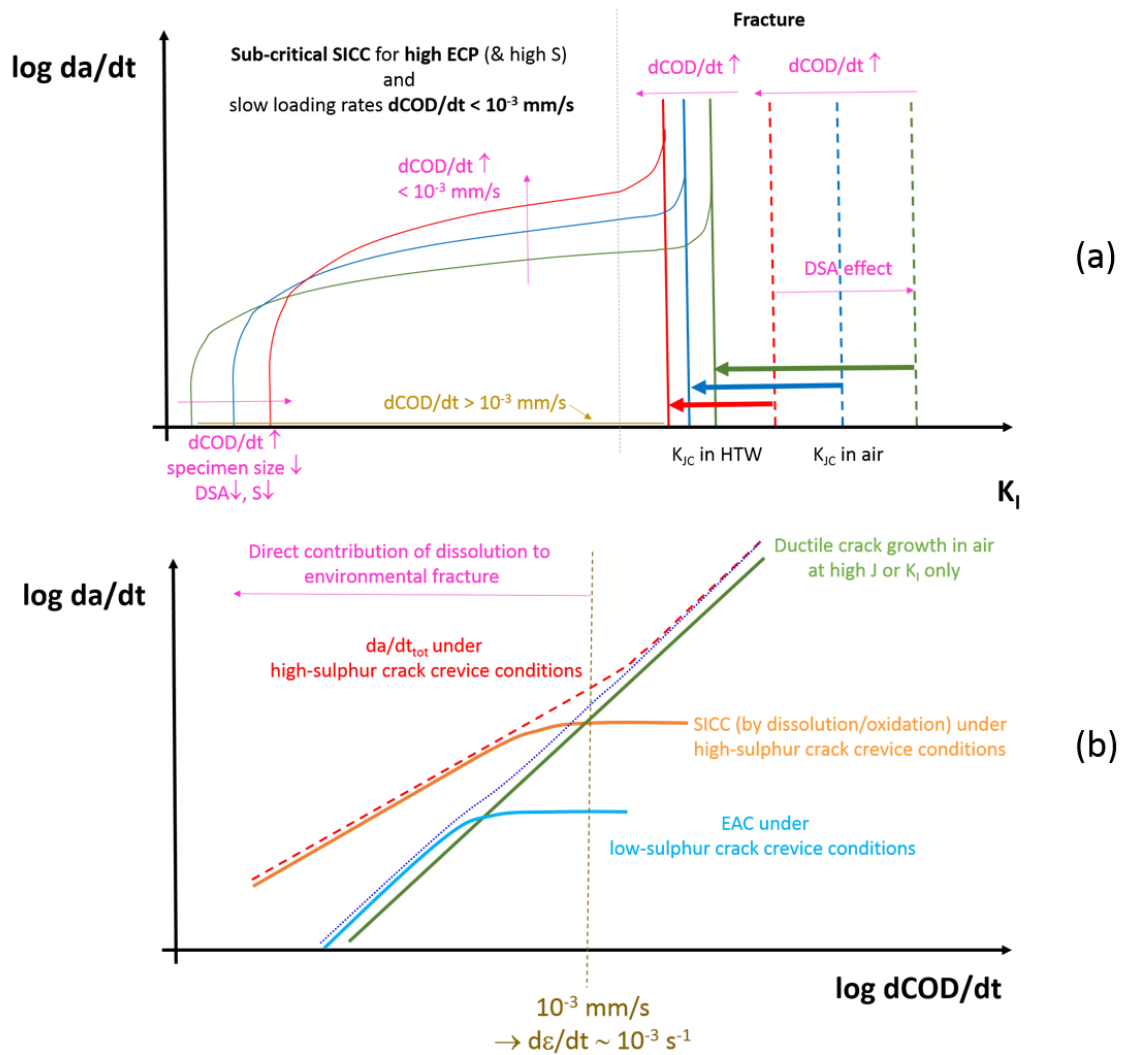 Fracture
log da/dt
Sub-critical SICC for high ECP (& high S)
and
slow loading rates dCOD/dt < 10⁻³ mm/s
dCOD/dt ↑
dCOD/dt ↑
dCOD/dt ↑
< 10⁻³ mm/s
(a)
DSA effect
dCOD/dt > 10⁻³ mm/s
dCOD/dt ↑
specimen size ↓
DSA↓, S↓
K_JC in HTW
K_JC in air
K_I
Direct contribution of dissolution to
environmental fracture
Ductile crack growth in air
at high J or K_I only
log da/dt
da/dt_tot under
high-sulphur crack crevice conditions
SICC (by dissolution/oxidation) under
high-sulphur crack crevice conditions
(b)
EAC under
low-sulphur crack crevice conditions
log dCOD/dt
10⁻³ mm/s
→ dε/dt ~ 10⁻³ s⁻¹